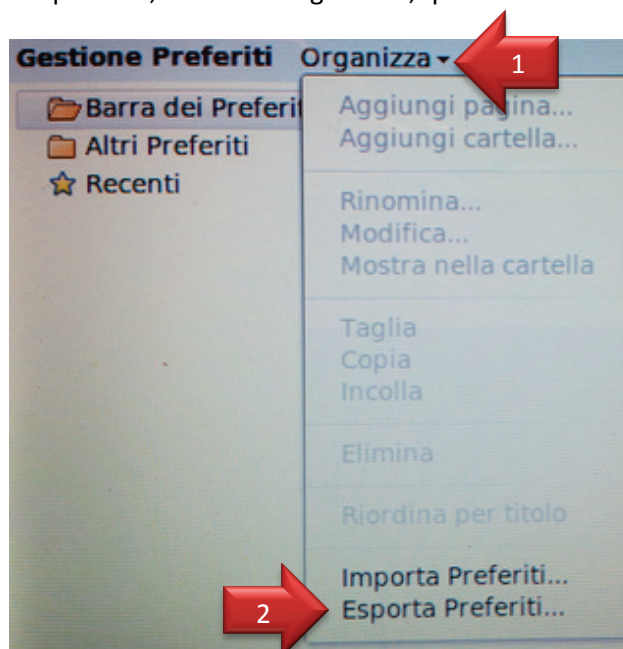 Gestione Preferiti Organizza
1
Barra dei Preferi
Altri Preferiti
Recenti
Aggiungi pagina...
Aggiungi cartella...
Rinomina...
Modifica...
Mostra nella cartella
Taglia
Copia
Incolla
Elimina
Riordina per titolo
Importa Preferiti...
2 Esporta Preferiti...